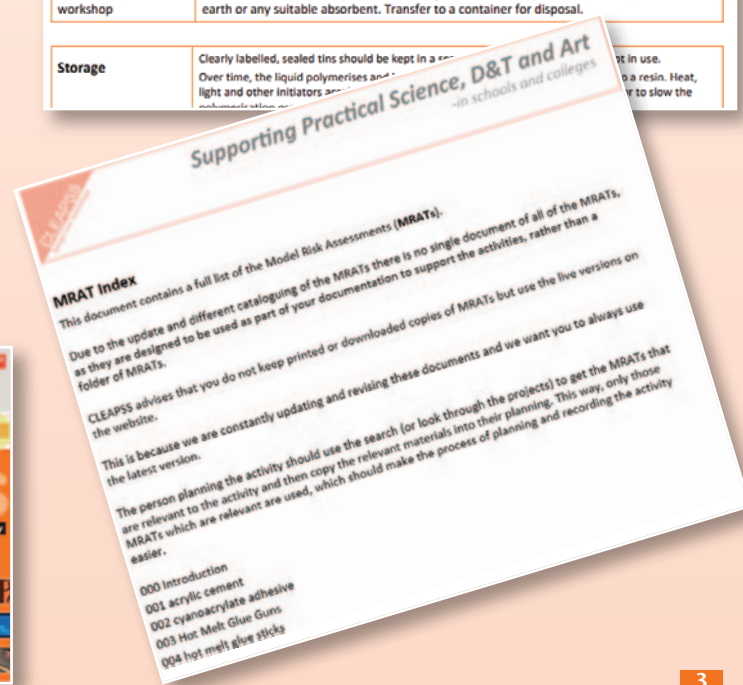 workshop
earth or any suitable absorbent. Transfer to a container for disposal.
Storage
Clearly labelled, sealed tins should be kept in a
t in use.
Over time, the liquid polymerises and
o a resin. Heat,
light and other initiators
r to slow the
Supporting Practical Science, D&T and Art
-in schools and colleges
CLEAPSS
MRAT Index
This document contains a full list of the Model Risk Assessments (MRATs).
Due to the update and different cataloguing of the MRATs there is no single document of all of the MRATs,
as they are designed to be used as part of your documentation to support the activities, rather than a
folder of MRATs.
CLEAPSS advises that you do not keep printed or downloaded copies of MRATs but use the live versions on
the website.
This is because we are constantly updating and revising these documents and we want you to always use
the latest version.
The person planning the activity should use the search (or look through the projects) to get the MRATs that
are relevant to the activity and then copy the relevant materials into their planning. This way, only those
MRATs which are relevant are used, which should make the process of planning and recording the activity
easier.
000 Introduction
001 acrylic cement
002 cyanoacrylate adhesive
003 Hot Melt Glue Guns
004 hot melt glue sticks
3